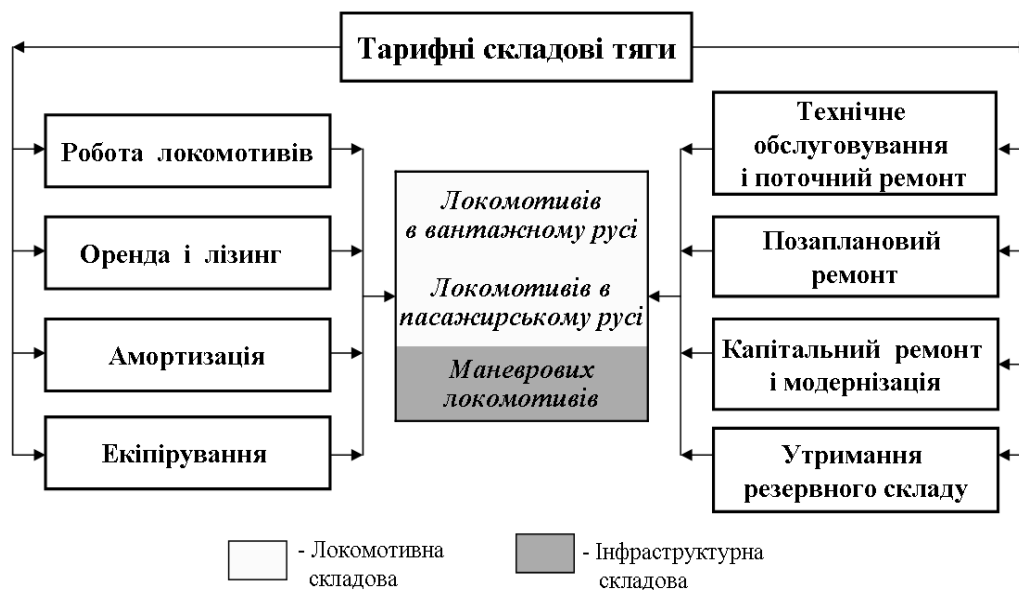 Тарифні складові тяги
Робота локомотивів
Оренда і лізинг
Амортизація
Екіпірування
Локомотивів
в вантажному русі
Локомотивів в
пасажирському русі
Маневрових
локомотивів
Технічне
обслуговування
і поточний ремонт
Позаплановий
ремонт
Капітальний ремонт
і модернізація
Утримання
резервного складу
- Локомотивна
складова
- Інфраструктурна
складова